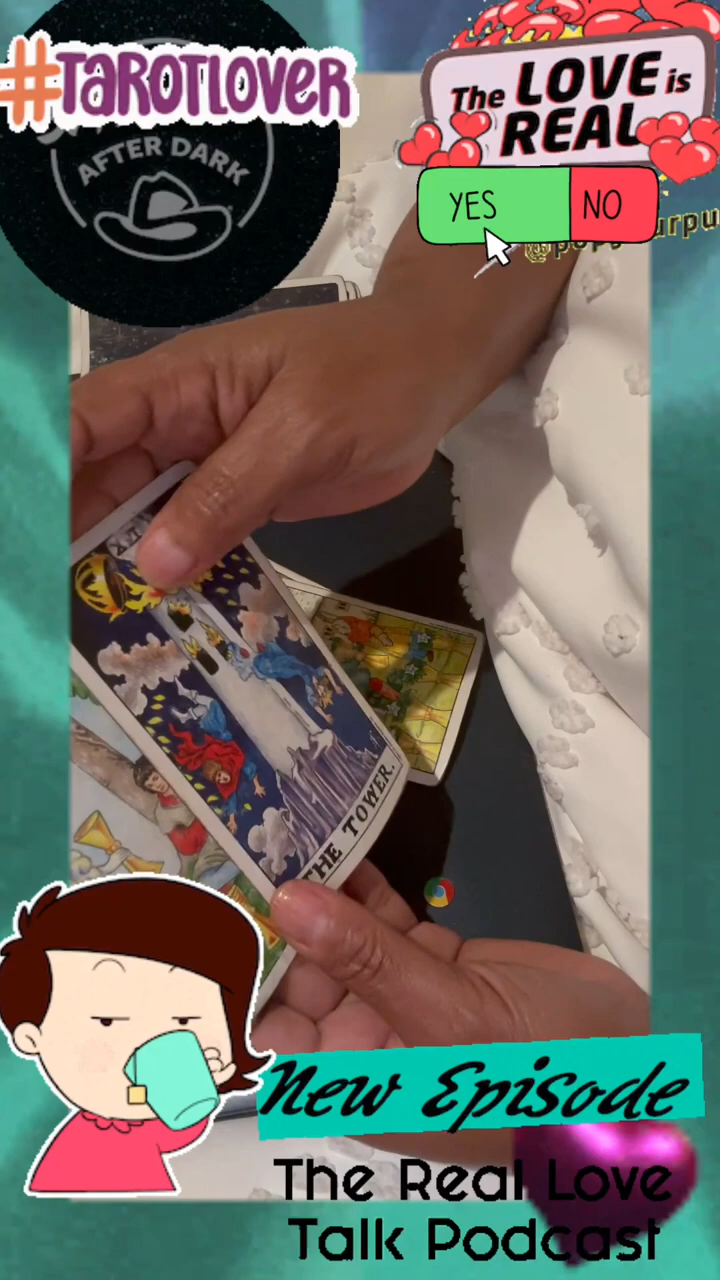 #TAROTLOVER
AFTER DARK
The LOVE is
REAL
YES NO
THE TOWER.
New Episode
The Real Love
Talk Podcast